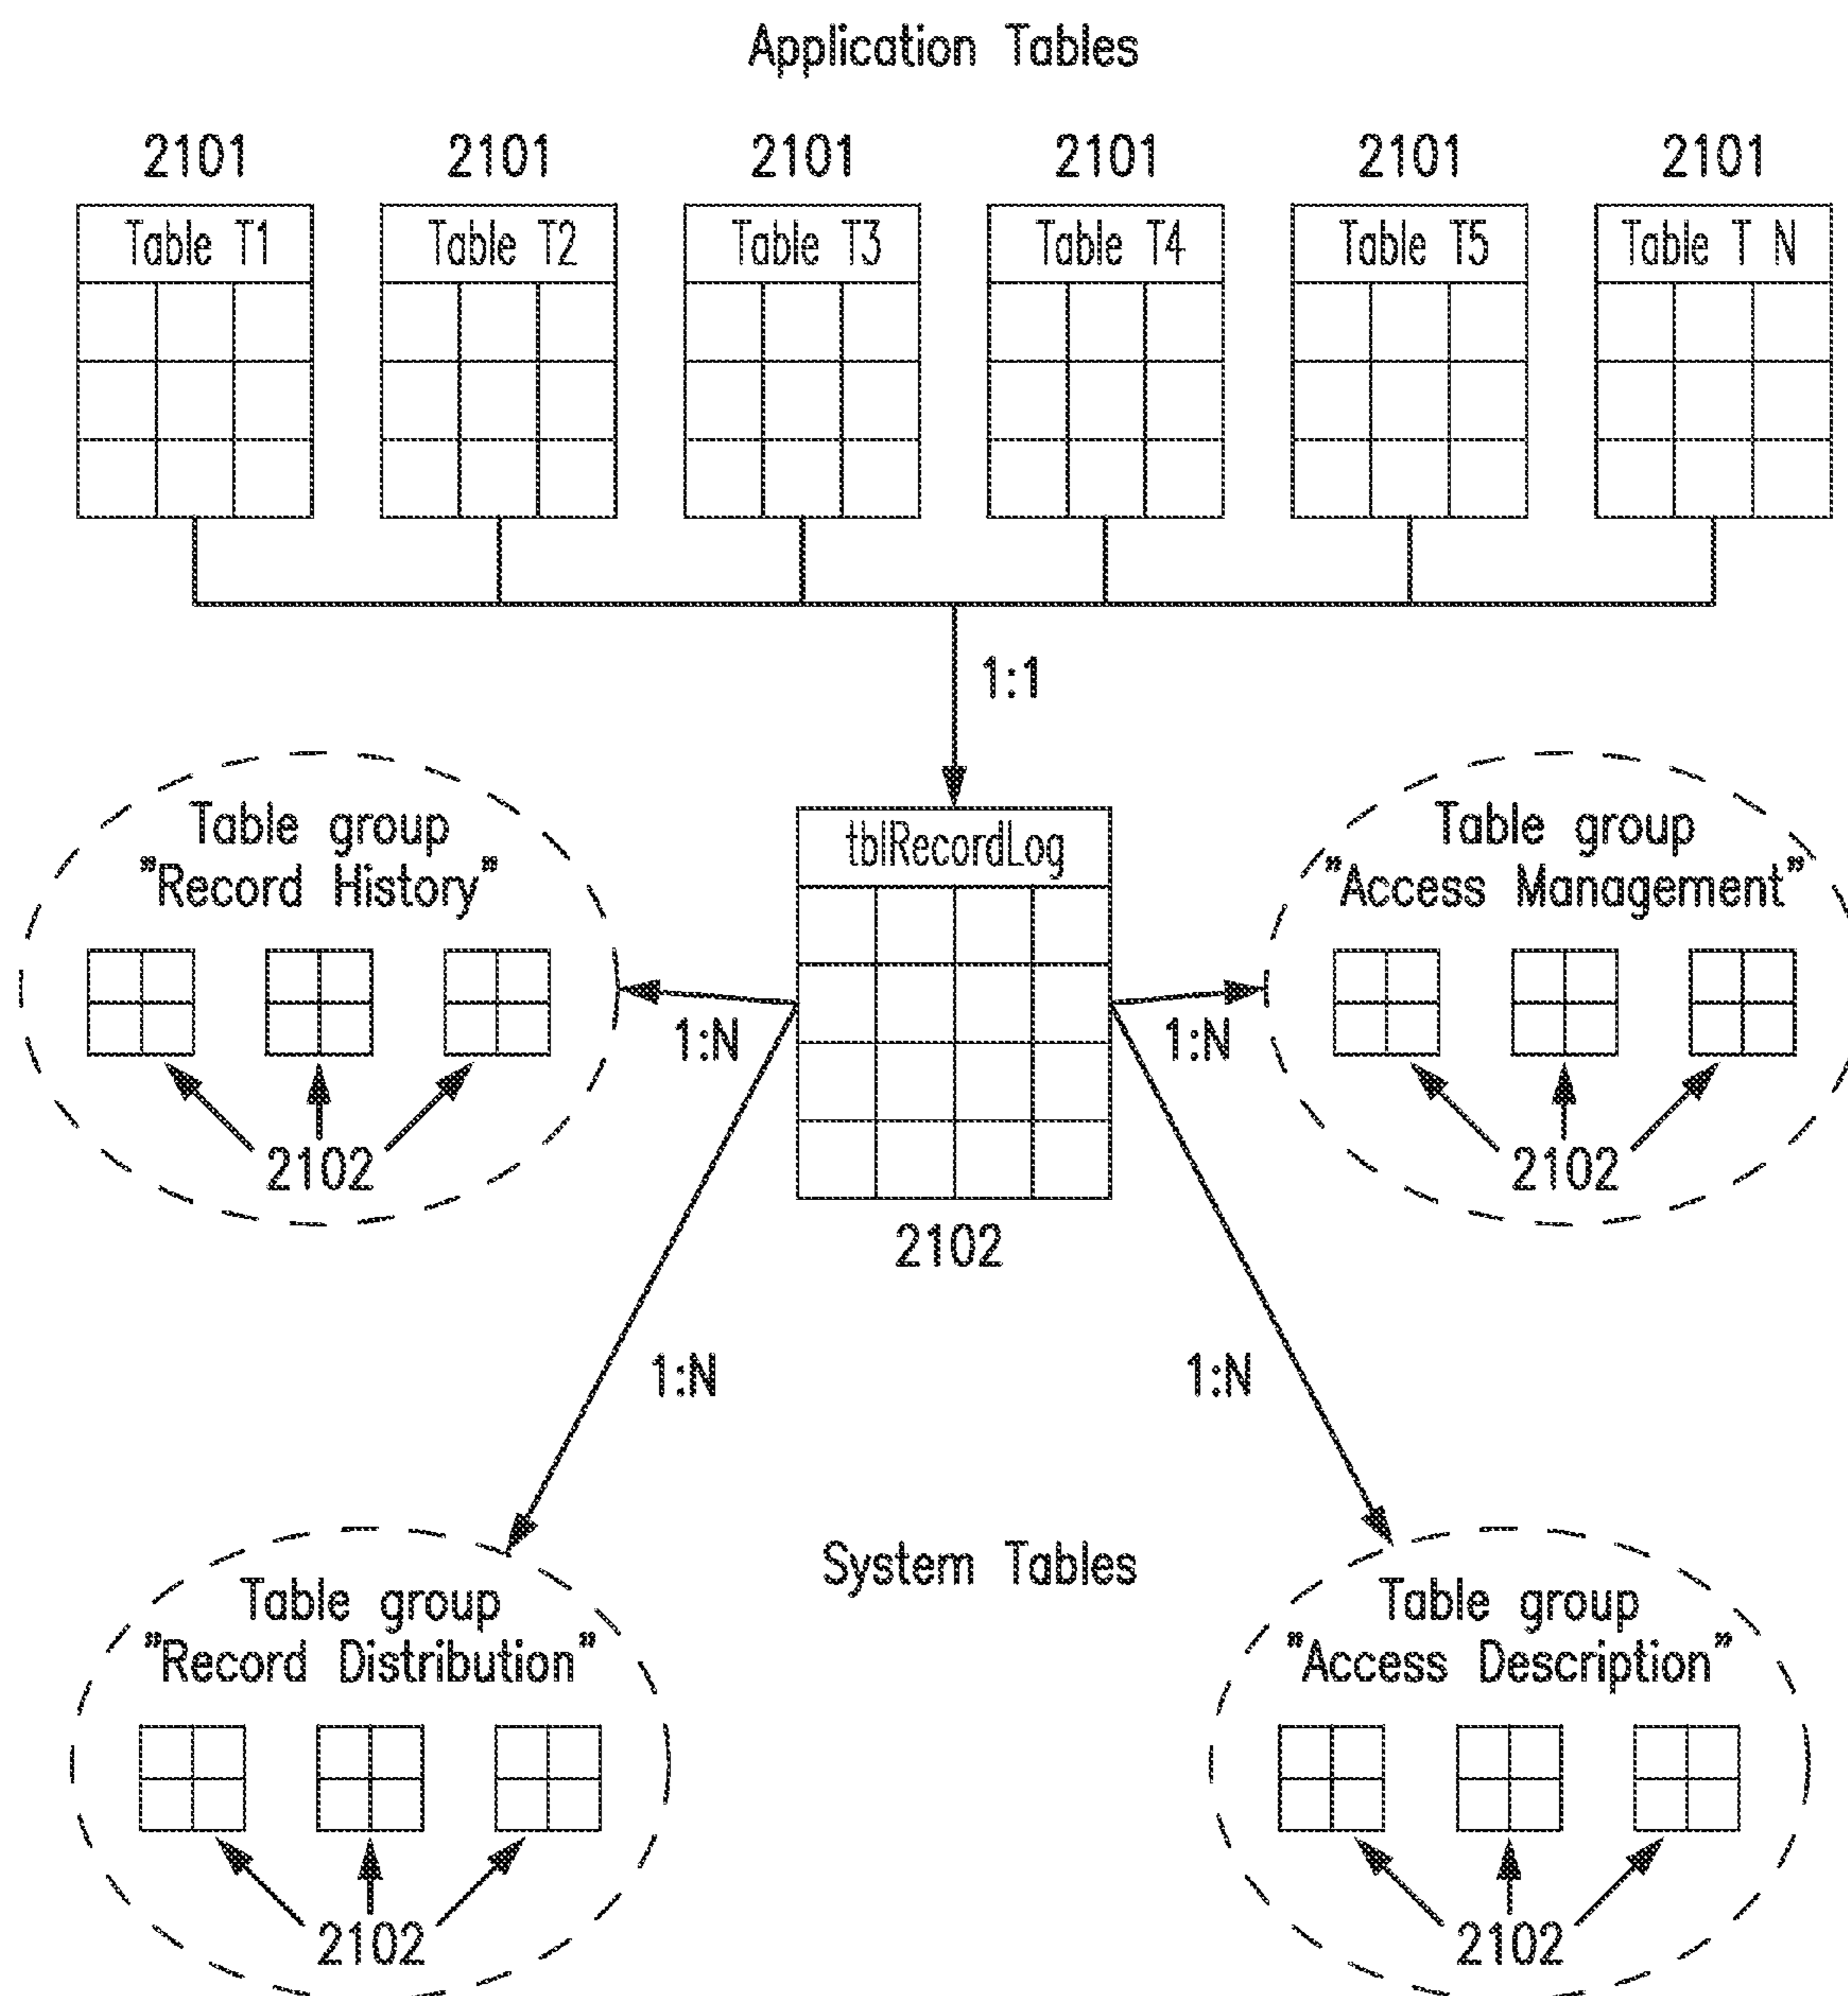 Application Tables
2101 2101 2101 2101 2101 2101
Table T1 Table T2 Table T3 Table T4 Table T5 Table T N
1:1
Table group
"Record History"
2102
tblRecordLog
2102
Table group
"Access Management"
2102
1:N
1:N
1:N
1:N
System Tables
Table group
"Record Distribution"
2102
Table group
"Access Description"
2102